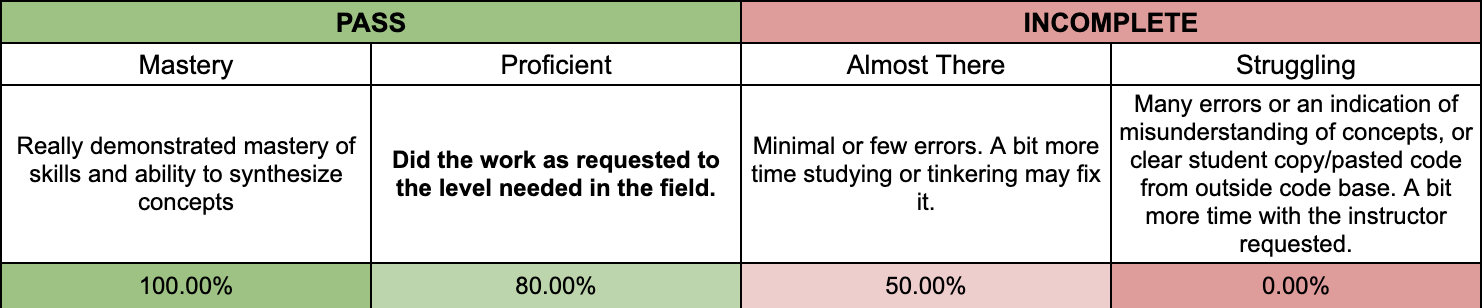 PASS
INCOMPLETE
Mastery
Proficient
Almost There
Struggling
Really demonstrated mastery of
skills and ability to synthesize
concepts
Did the work as requested to
the level needed in the field.
Minimal or few errors. A bit more
time studying or tinkering may fix
it.
Many errors or an indication of
misunderstanding of concepts, or
clear student copy/pasted code
from outside code base. A bit
more time with the instructor
requested.
100.00%
80.00%
50.00%
0.00%